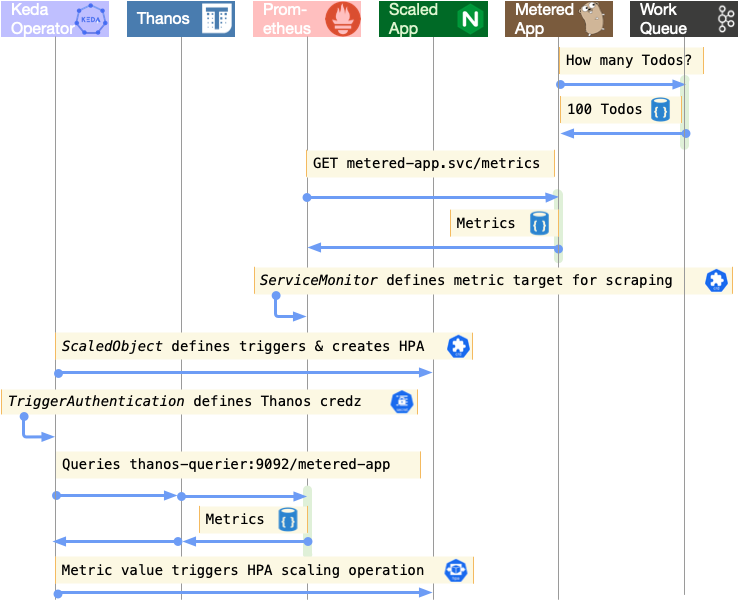 Keda
Operator
KEDA
Thanos
Prom-
etheus
Scaled
App
N
Metered
App
Work
Queue
How many Todos?
100 Todos
GET metered-app.svc/metrics
Metrics
ServiceMonitor defines metric target for scraping
ScaledObject defines triggers & creates HPA
TriggerAuthentication defines Thanos credz
Queries thanos-querier:9092/metered-app
Metrics
Metric value triggers HPA scaling operation